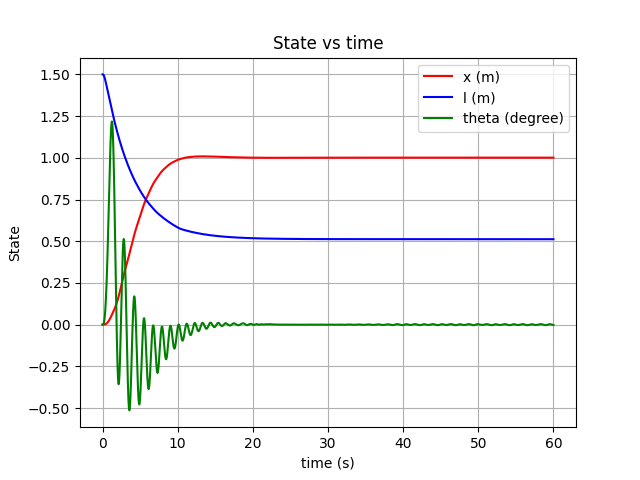 State vs time
1.50
1.25
1.00
0.75
0.50
0.25
0.00
−0.25
−0.50
State
x (m)
l (m)
theta (degree)
0 10 20 30 40 50 60
time (s)